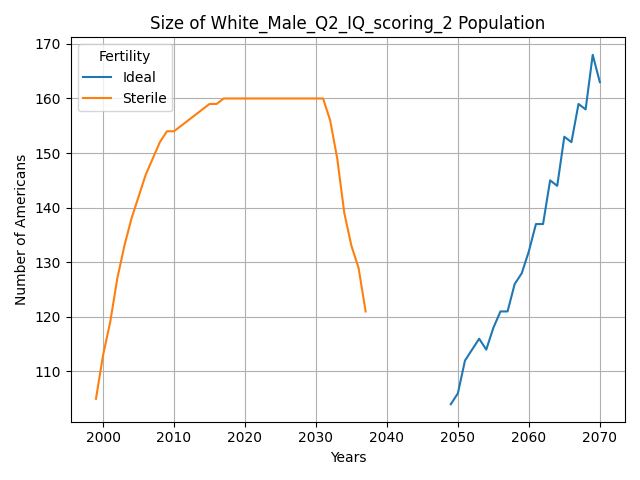 Size of White_Male_Q2_IQ_scoring_2 Population
Fertility
Ideal
Sterile
170
160
150
140
130
120
110
Number of Americans
2000 2010 2020 2030 2040 2050 2060 2070
Years